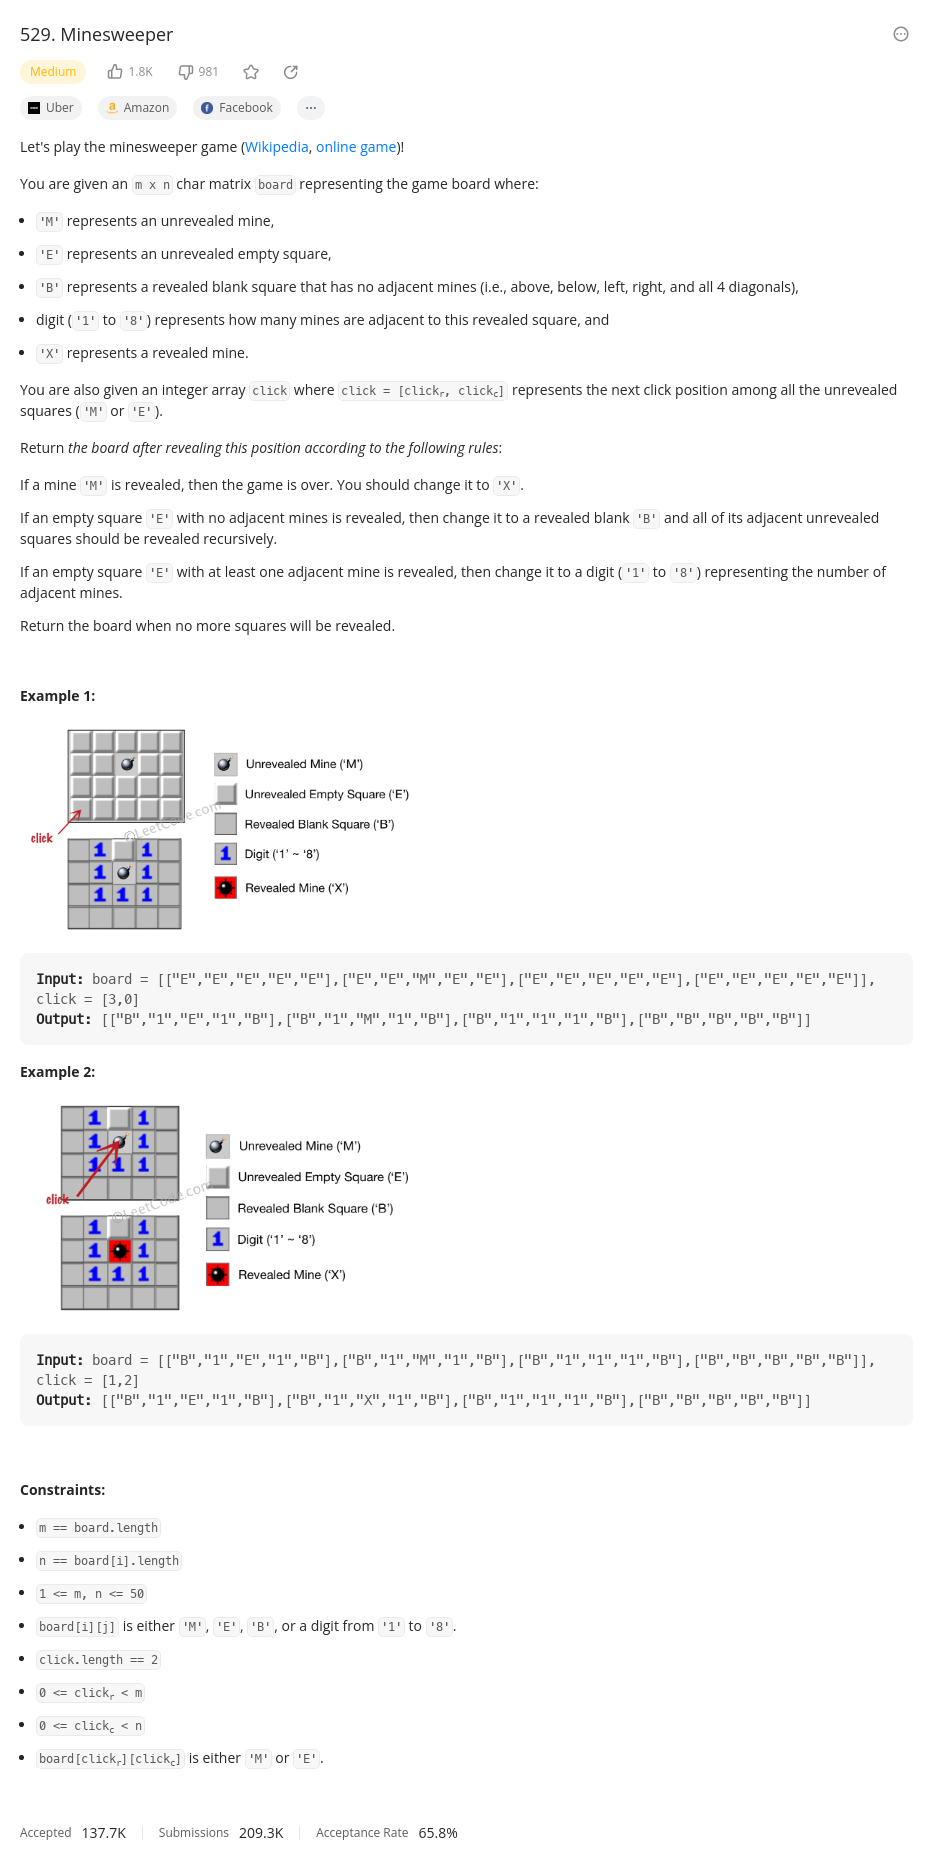 529. Minesweeper
Medium 1.8K 981
Uber Amazon Facebook ...
Let's play the minesweeper game (Wikipedia, online game)!
You are given an m x n char matrix board representing the game board where:
• 'M' represents an unrevealed mine,
• 'E' represents an unrevealed empty square,
• 'B' represents a revealed blank square that has no adjacent mines (i.e., above, below, left, right, and all 4 diagonals),
• digit ('1' to '8') represents how many mines are adjacent to this revealed square, and
• 'X' represents a revealed mine.
You are also given an integer array click where click = [clickr, clickc] represents the next click position among all the unrevealed
squares ('M' or 'E').
Return the board after revealing this position according to the following rules:
If a mine 'M' is revealed, then the game is over. You should change it to 'X'.
If an empty square 'E' with no adjacent mines is revealed, then change it to a revealed blank 'B' and all of its adjacent unrevealed
squares should be revealed recursively.
If an empty square 'E' with at least one adjacent mine is revealed, then change it to a digit ('1' to '8') representing the number of
adjacent mines.
Return the board when no more squares will be revealed.
Example 1:
Unrevealed Mine ('M')
Unrevealed Empty Square ('E')
©LeetCode.com
click
Revealed Blank Square ('B')
1 1
1 Digit ('1' ~ '8')
1 1
1 1 1
Revealed Mine ('X')
Input: board = [["E","E","E","E","E"],["E","E","M","E","E"],["E","E","E","E","E"],["E","E","E","E","E"]],
click = [3,0]
Output: [["B","1","E","1","B"],["B","1","M","1","B"],["B","1","1","1","B"],["B","B","B","B","B"]]
Example 2:
1 1
1 1
Unrevealed Mine ('M')
1 1 1
Unrevealed Empty Square ('E')
click
©LeetCode.com
Revealed Blank Square ('B')
1 1
1 Digit ('1' ~ '8')
1 1
1 1 1
Revealed Mine ('X')
Input: board = [["B","1","E","1","B"],["B","1","M","1","B"],["B","1","1","1","B"],["B","B","B","B","B"]],
click = [1,2]
Output: [["B","1","E","1","B"],["B","1","X","1","B"],["B","1","1","1","B"],["B","B","B","B","B"]]
Constraints:
• m == board.length
• n == board[i].length
• 1 <= m, n <= 50
• board[i][j] is either 'M', 'E', 'B', or a digit from '1' to '8'.
• click.length == 2
• 0 <= clickr < m
• 0 <= clickc < n
• board[clickr][clickc] is either 'M' or 'E'.
Accepted 137.7K Submissions 209.3K Acceptance Rate 65.8%